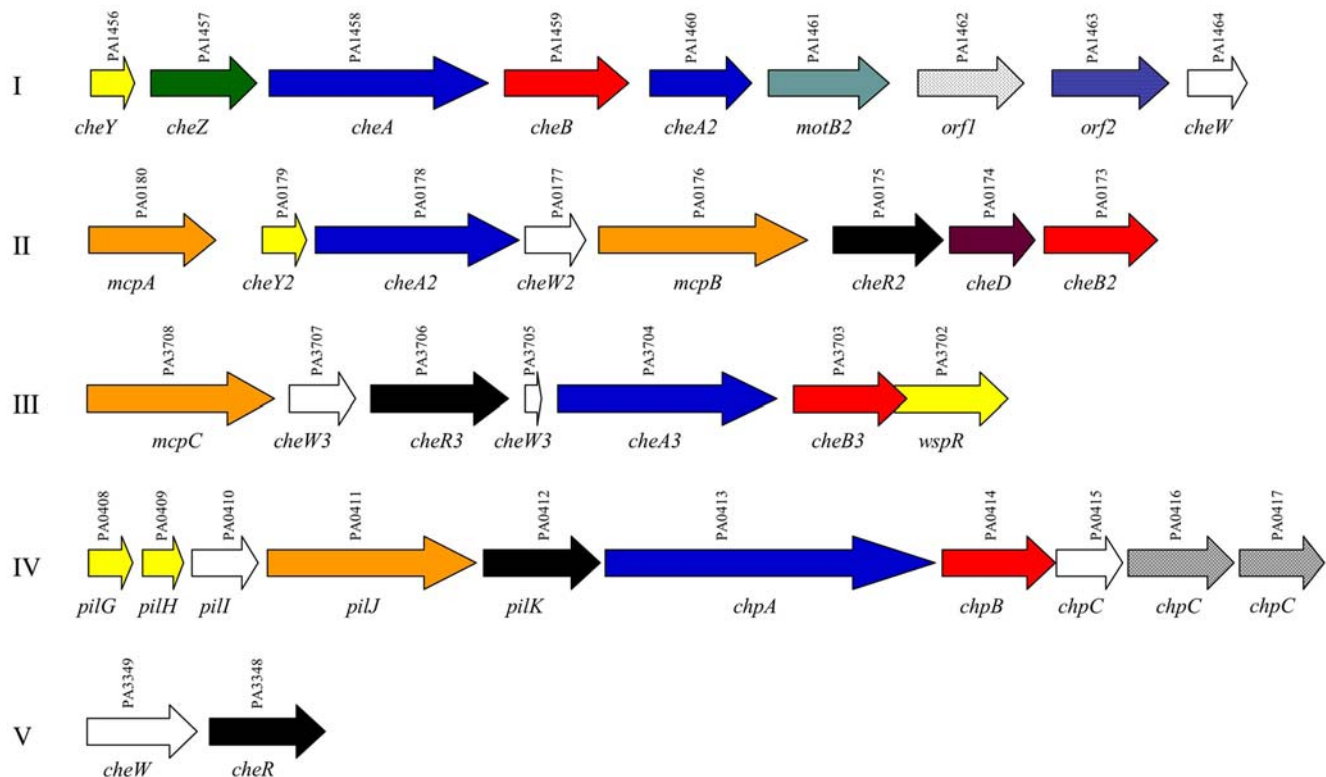 PA1456 PA1457 PA1458 PA1459 PA1460 PA1461 PA1462 PA1463 PA1464
I
cheY cheZ cheA cheB cheA2 motB2 orf1 orf2 cheW
PA0180 PA0179 PA0178 PA0177 PA0176 PA0175 PA0174 PA0173
II
mcpA cheY2 cheA2 cheW2 mcpB cheR2 cheD cheB2
PA3708 PA3707 PA3706 PA3705 PA3704 PA3703 PA3702
III
mcpC cheW3 cheR3 cheW3 cheA3 cheB3 wspR
PA0408 PA0409 PA0410 PA0411 PA0412 PA0413 PA0414 PA0415 PA0416 PA0417
IV
pilG pilH pilI pilJ pilK chpA chpB chpC chpC chpC
PA3349 PA3348
V
cheW cheR